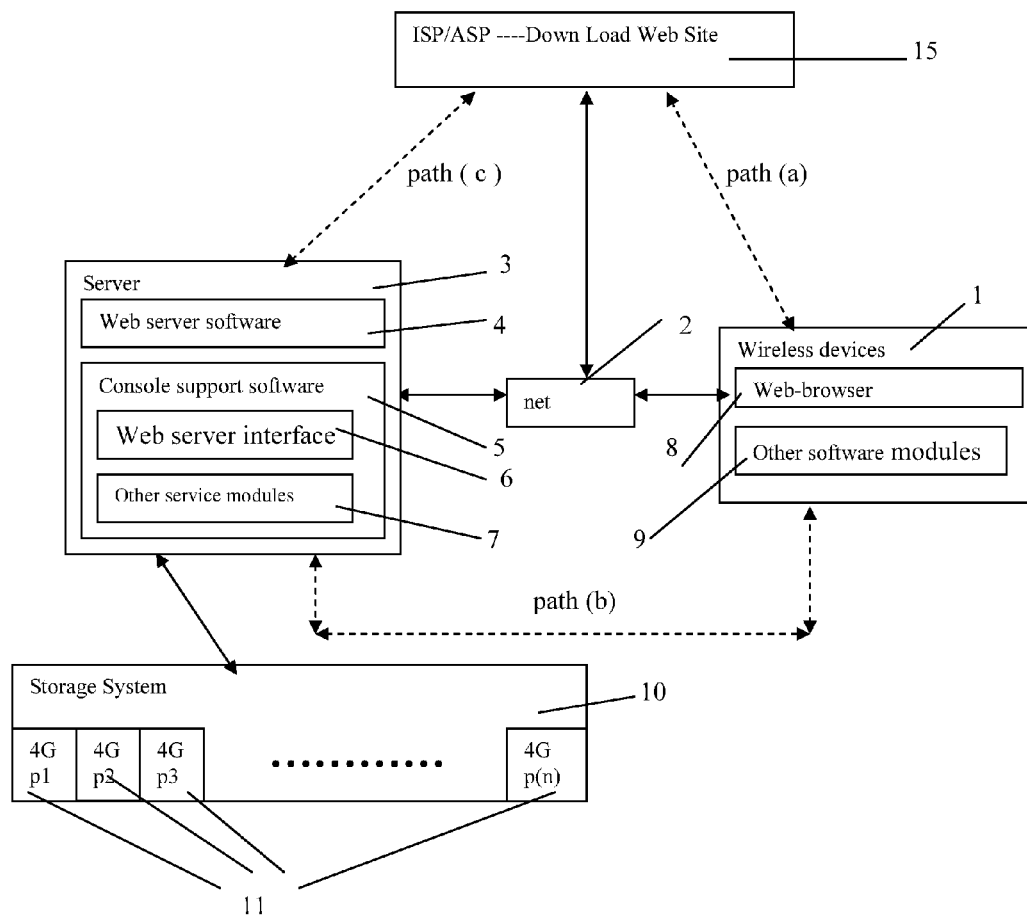 ISP/ASP ----Down Load Web Site
15
path ( c )
path (a)
Server
3
Web server software
4
Console support software
5
Web server interface
6
Other service modules
7
2
net
1
Wireless devices
Web-browser
8
Other software modules
9
path (b)
Storage System
10
4G
p1
4G
p2
4G
p3
............
4G
p(n)
11